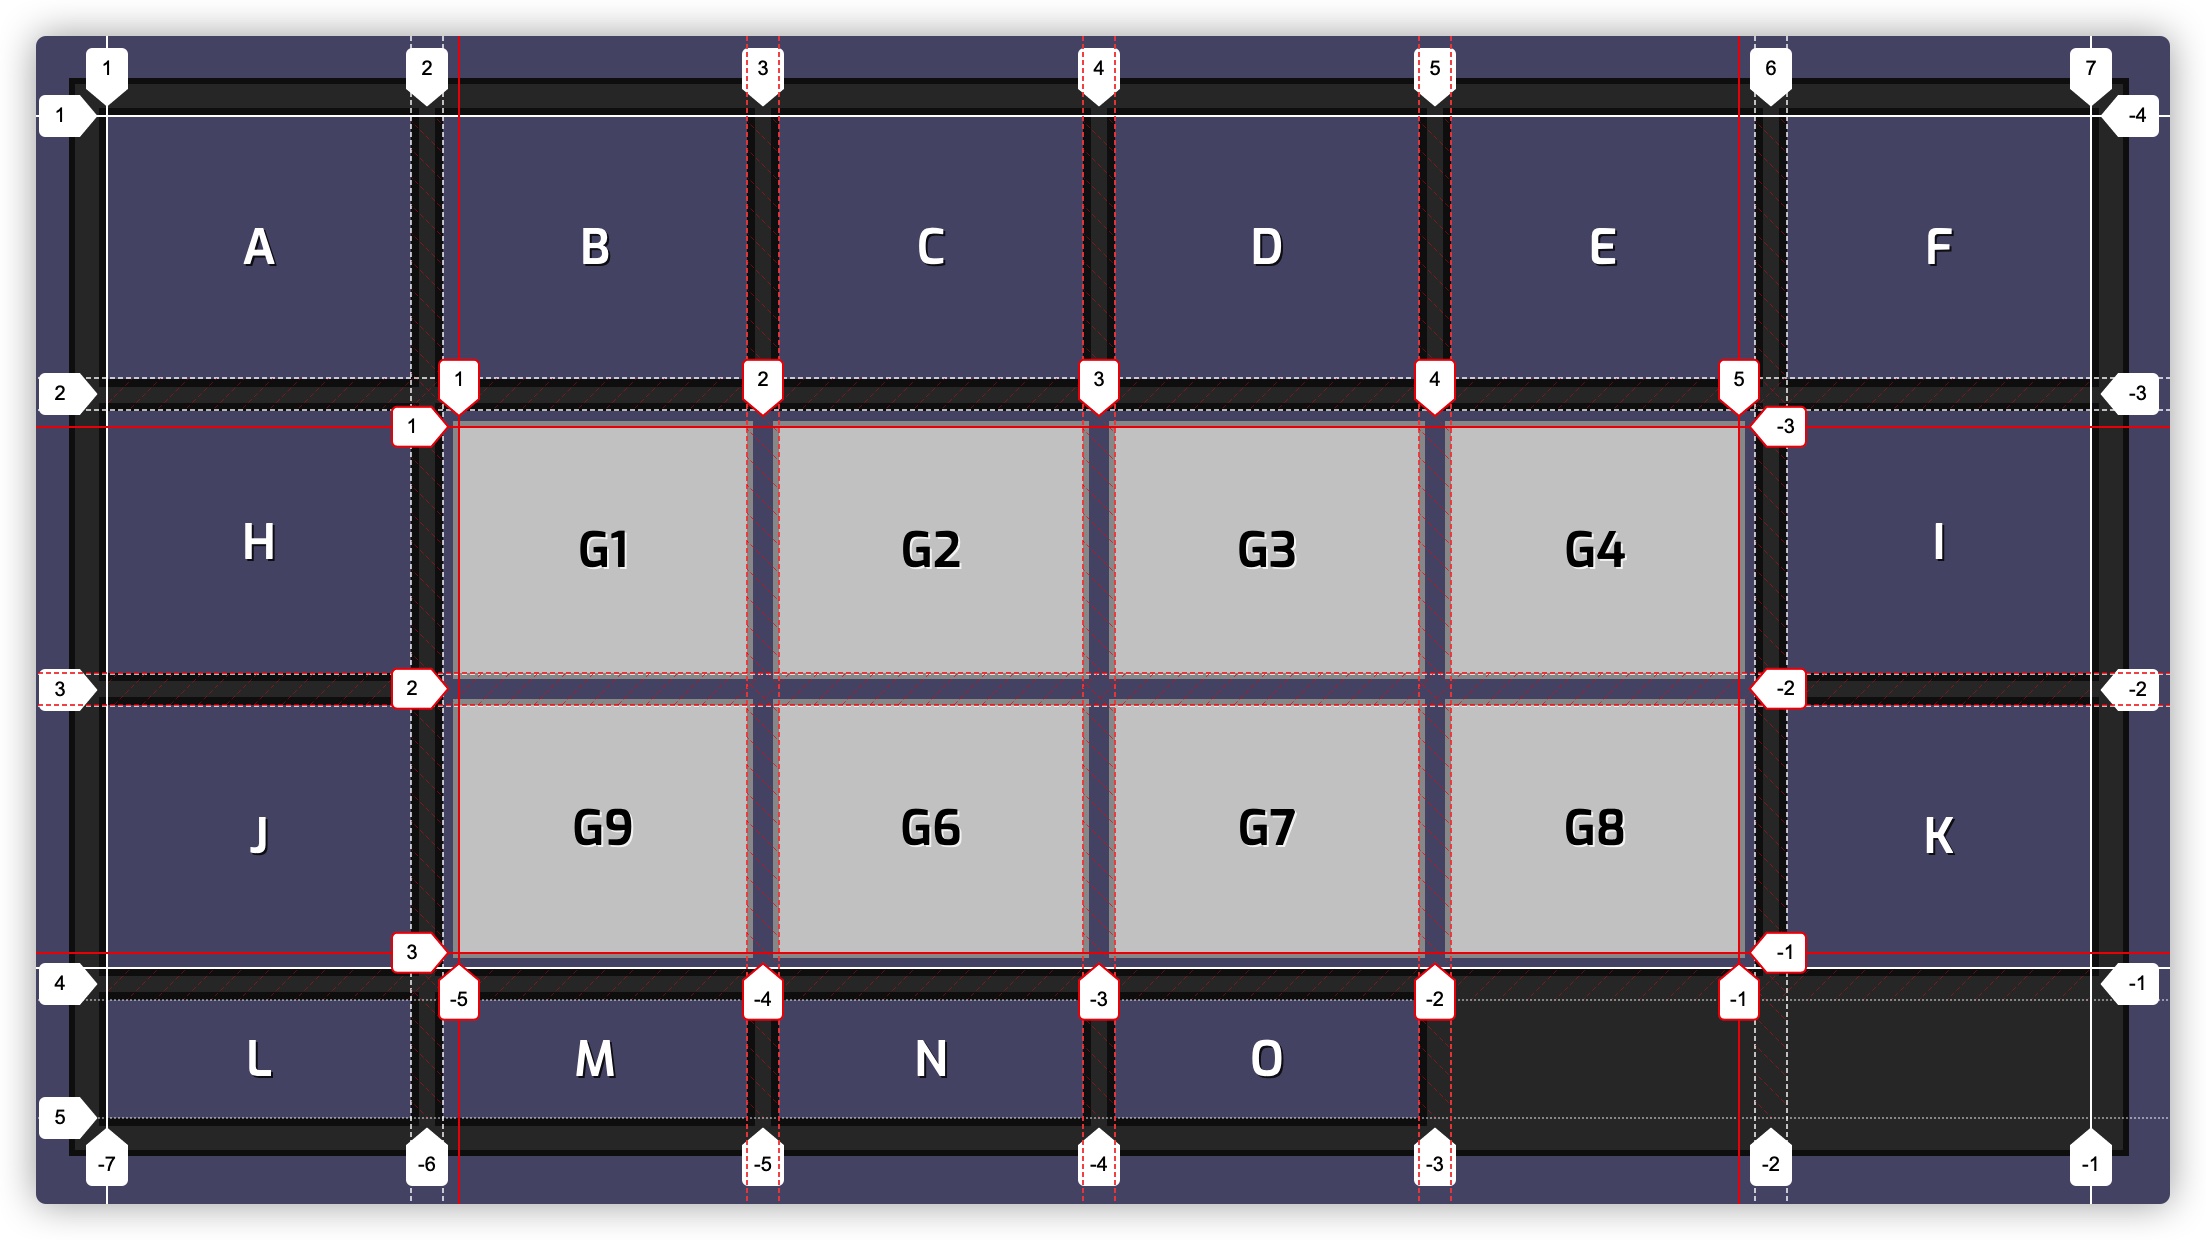 1 2 3 4 5 6 7
1 -4
A B C D E F
1 2 3 4 5
2 -3
1 -3
H G1 G2 G3 G4 I
3 2 -2 -2
J G9 G6 G7 G8 K
3 -1
4 -1
-5 -4 -3 -2 -1
L M N O
5
-7 -6 -5 -4 -3 -2 -1